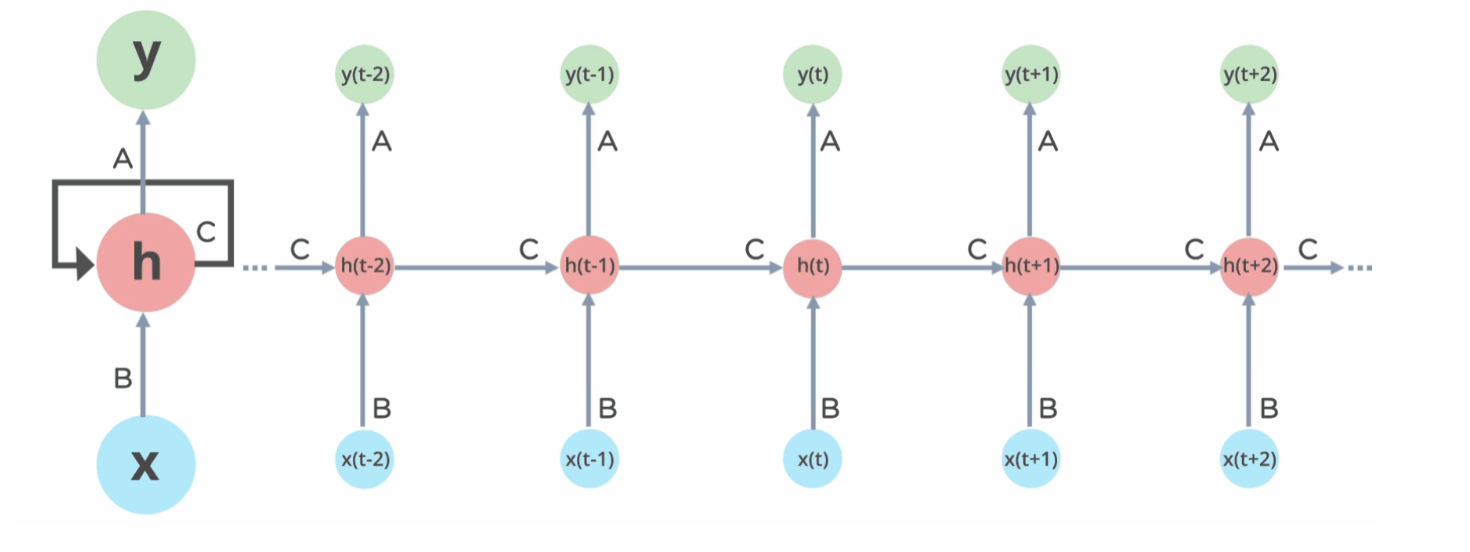 y y(t-2) y(t-1) y(t) y(t+1) y(t+2)
A A A A A A
C C C C C C C
h h(t-2) h(t-1) h(t) h(t+1) h(t+2)
B B B B B B
x x(t-2) x(t-1) x(t) x(t+1) x(t+2)